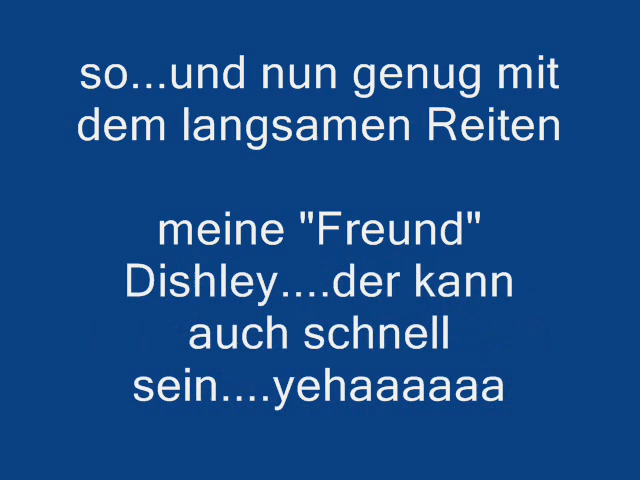 so...und nun genug mit
dem langsamen Reiten
meine "Freund"
Dishley....der kann
auch schnell
sein....yehaaaaaa